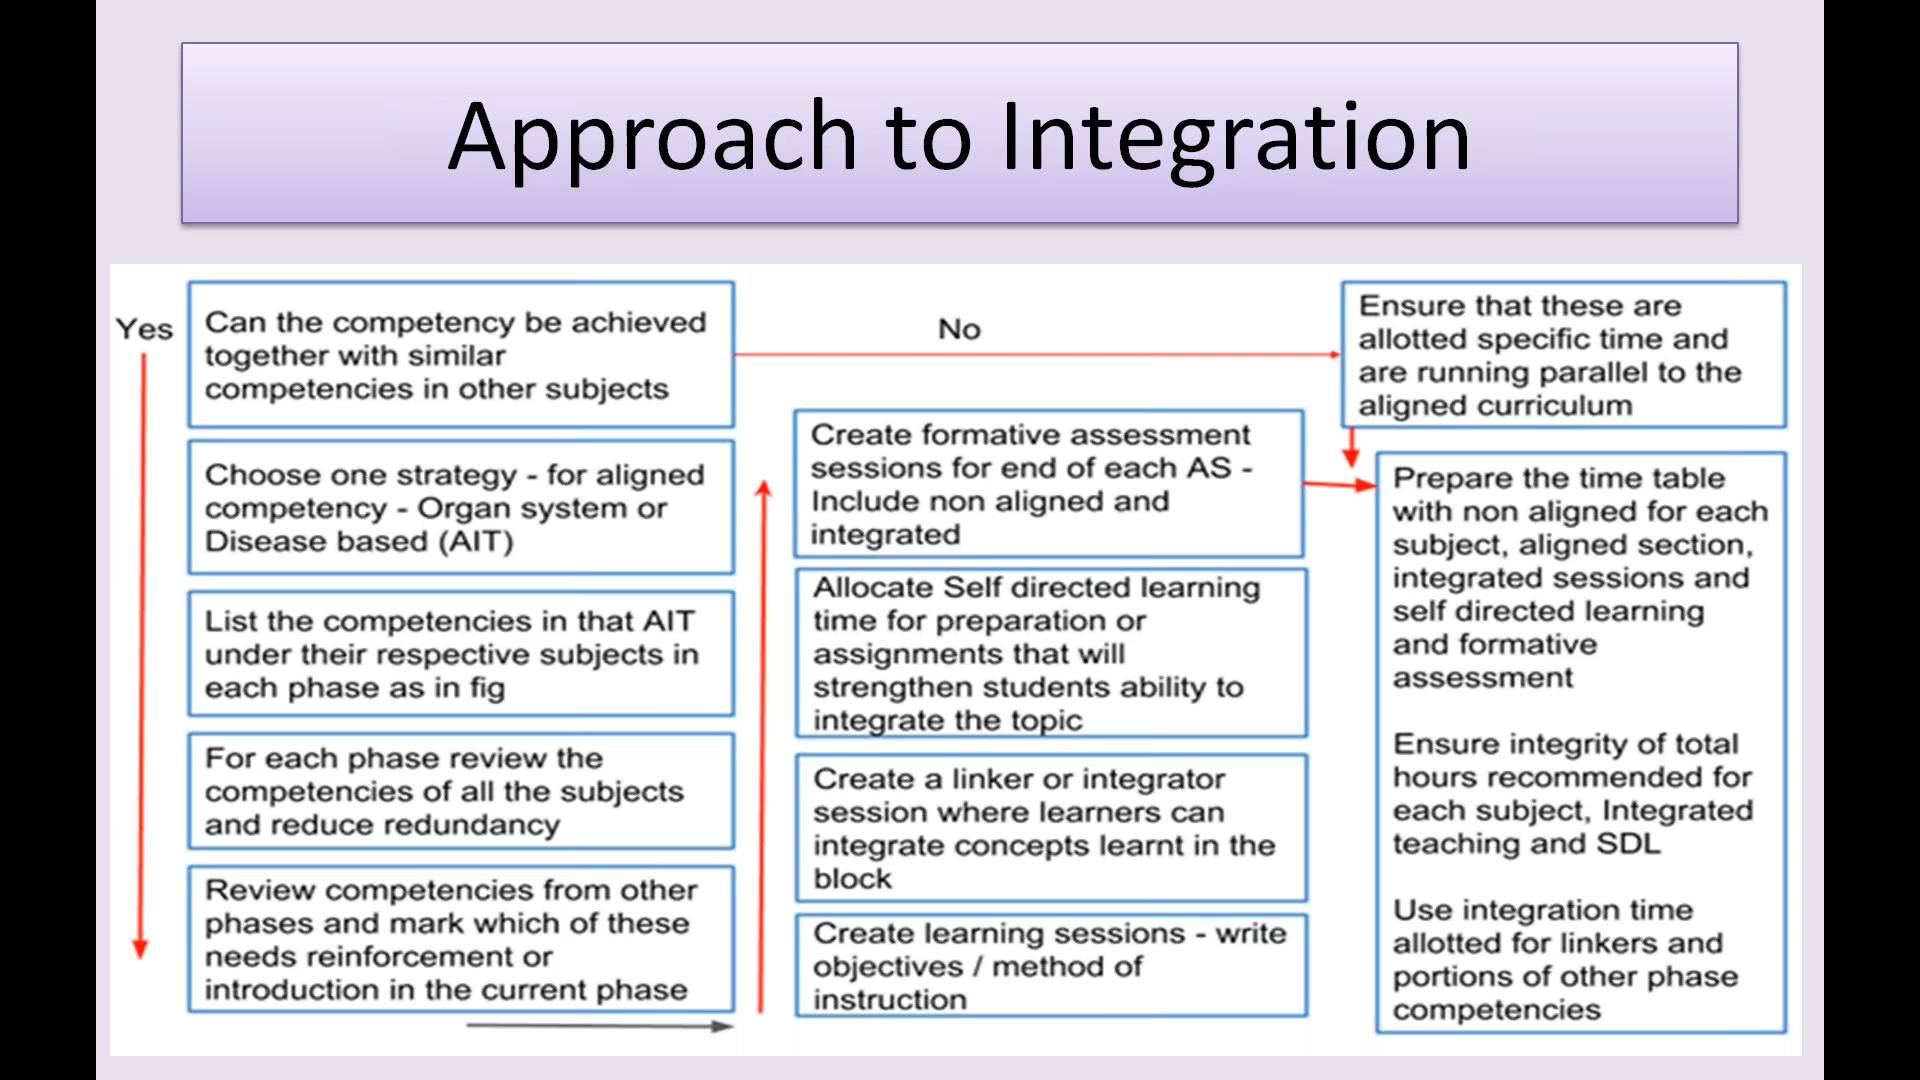 Approach to Integration
Yes
Can the competency be achieved
together with similar
competencies in other subjects
No
Ensure that these are
allotted specific time and
are running parallel to the
aligned curriculum
Choose one strategy - for aligned
competency - Organ system or
Disease based (AIT)
List the competencies in that AIT
under their respective subjects in
each phase as in fig
For each phase review the
competencies of all the subjects
and reduce redundancy
Review competencies from other
phases and mark which of these
needs reinforcement or
introduction in the current phase
Create formative assessment
sessions for end of each AS -
Include non aligned and
integrated
Allocate Self directed learning
time for preparation or
assignments that will
strengthen students ability to
integrate the topic
Create a linker or integrator
session where learners can
integrate concepts learnt in the
block
Create learning sessions - write
objectives / method of
instruction
Prepare the time table
with non aligned for each
subject, aligned section,
integrated sessions and
self directed learning
and formative
assessment
Ensure integrity of total
hours recommended for
each subject, Integrated
teaching and SDL
Use integration time
allotted for linkers and
portions of other phase
competencies